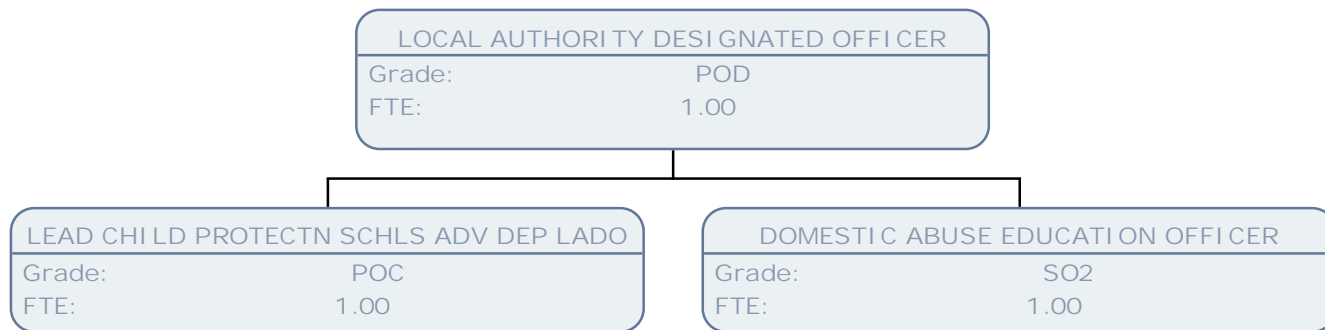 LOCAL AUTHORITY DESIGNATED OFFICER
Grade: POD
FTE: 1.00
LEAD CHILD PROTECTN SCHLS ADV DEP LADO
Grade: POC
FTE: 1.00
DOMESTIC ABUSE EDUCATION OFFICER
Grade: SO2
FTE: 1.00